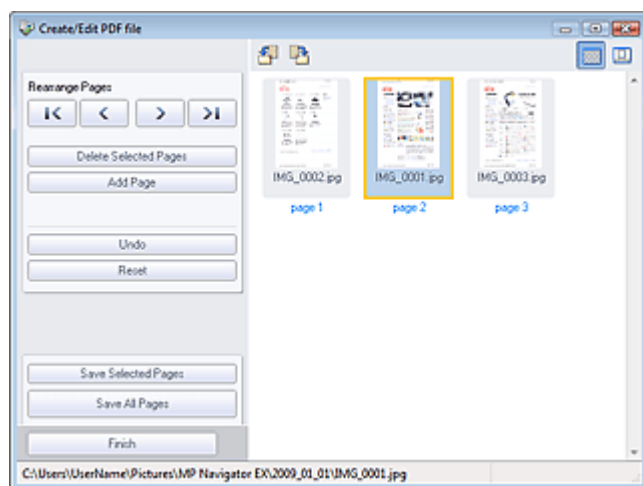 Create/Edit PDF file
Rearrange Pages
Delete Selected Pages
Add Page
Undo
Reset
Save Selected Pages
Save All Pages
Finish
IMG_0002.jpg
IMG_0001.jpg
IMG_0003.jpg
page 1
page 2
page 3
C:\Users\UserName\Pictures\MP Navigator EX\2009_01_01\IMG_0001.jpg